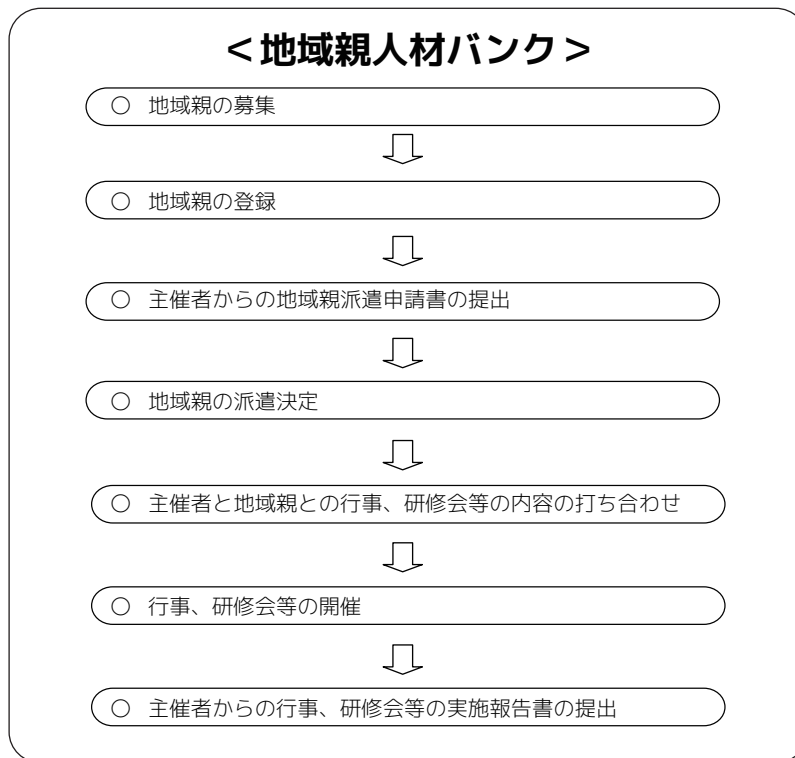 ＜地域親人材バンク＞
○ 地域親の募集
○ 地域親の登録
○ 主催者からの地域親派遣申請書の提出
○ 地域親の派遣決定
○ 主催者と地域親との行事、研修会等の内容の打ち合わせ
○ 行事、研修会等の開催
○ 主催者からの行事、研修会等の実施報告書の提出